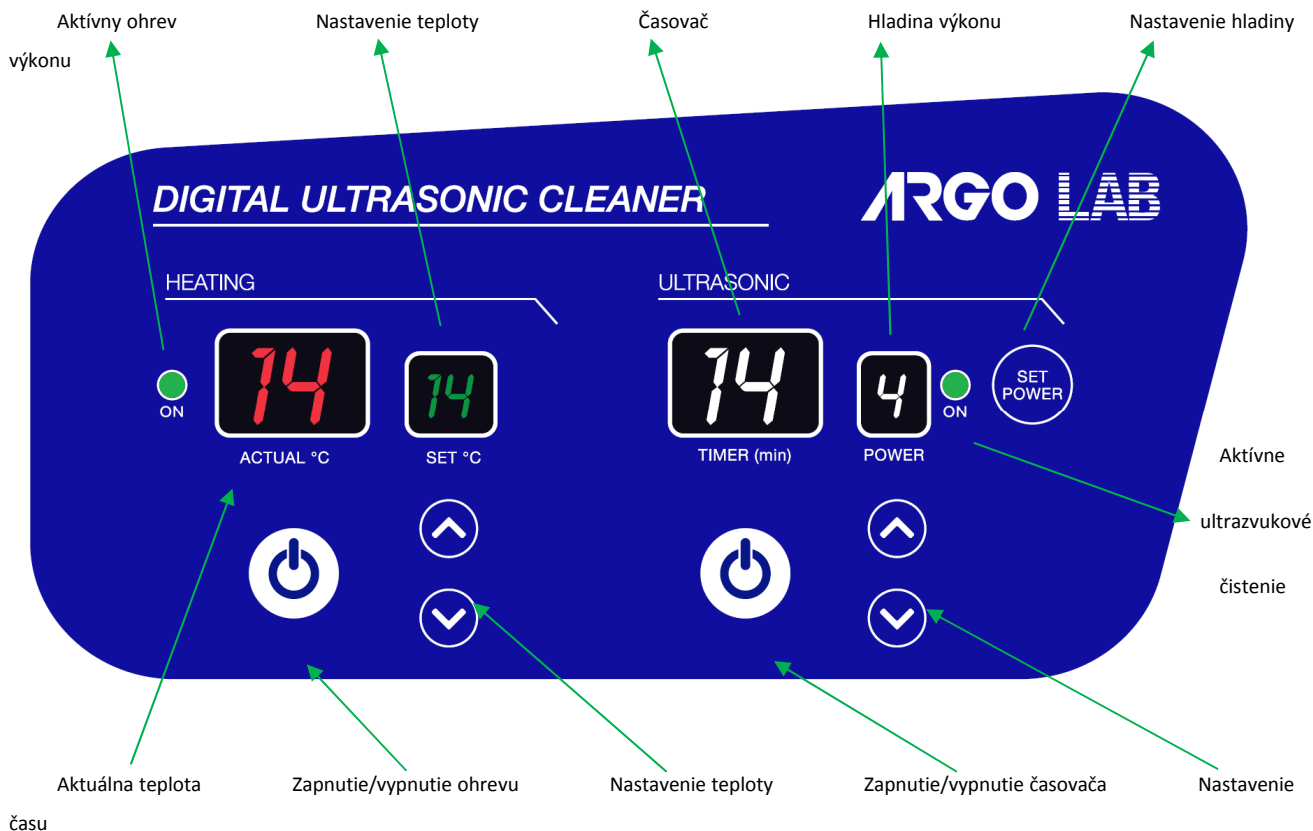 Aktívny ohrev Nastavenie teploty Časovač Hladina výkonu Nastavenie hladiny
výkonu
DIGITAL ULTRASONIC CLEANER ARGO LAB
HEATING ULTRASONIC
14 14 14 4 SET
POWER
ON ON
ACTUAL °C SET °C TIMER (min) POWER
Aktívne
ultrazvukové
čistenie
Aktuálna teplota Zapnutie/vypnutie ohrevu Nastavenie teploty Zapnutie/vypnutie časovača Nastavenie
času